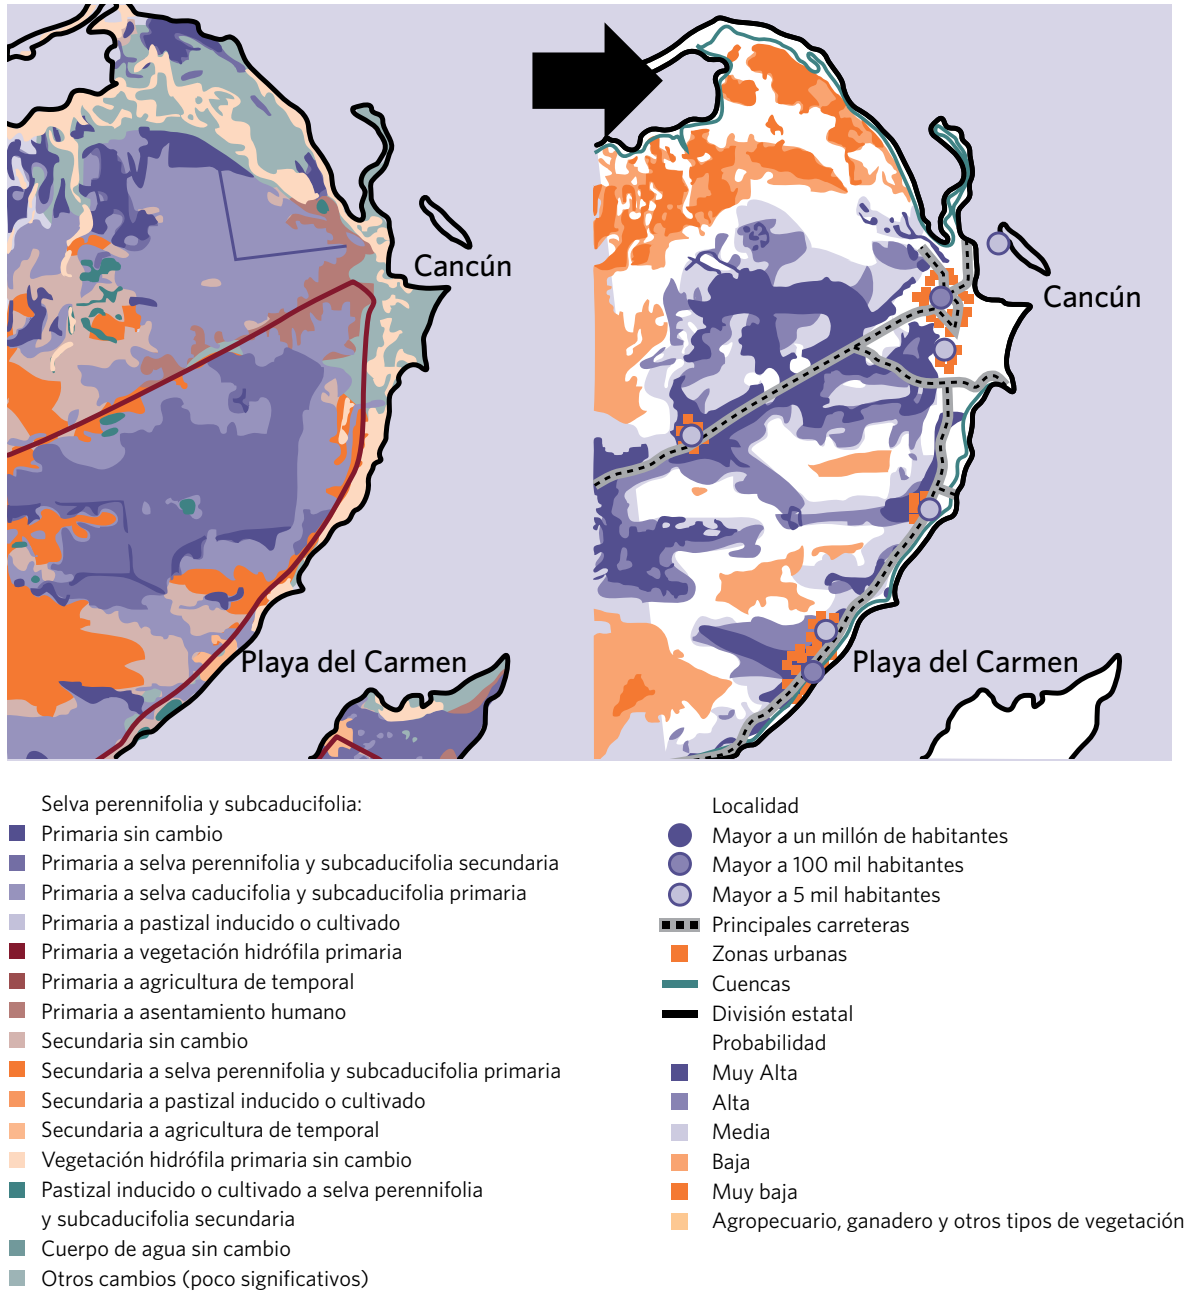 Cancún
Playa del Carmen
Cancún
Playa del Carmen
Selva perennifolia y subcaducifolia:
Primaria sin cambio
Primaria a selva perennifolia y subcaducifolia secundaria
Primaria a selva caducifolia y subcaducifolia primaria
Primaria a pastizal inducido o cultivado
Primaria a vegetación hidrófila primaria
Primaria a agricultura de temporal
Primaria a asentamiento humano
Secundaria sin cambio
Secundaria a selva perennifolia y subcaducifolia primaria
Secundaria a pastizal inducido o cultivado
Secundaria a agricultura de temporal
Vegetación hidrófila primaria sin cambio
Pastizal inducido o cultivado a selva perennifolia
y subcaducifolia secundaria
Cuerpo de agua sin cambio
Otros cambios (poco significativos)
Localidad
Mayor a un millón de habitantes
Mayor a 100 mil habitantes
Mayor a 5 mil habitantes
Principales carreteras
Zonas urbanas
Cuencas
División estatal
Probabilidad
Muy Alta
Alta
Media
Baja
Muy baja
Agropecuario, ganadero y otros tipos de vegetación